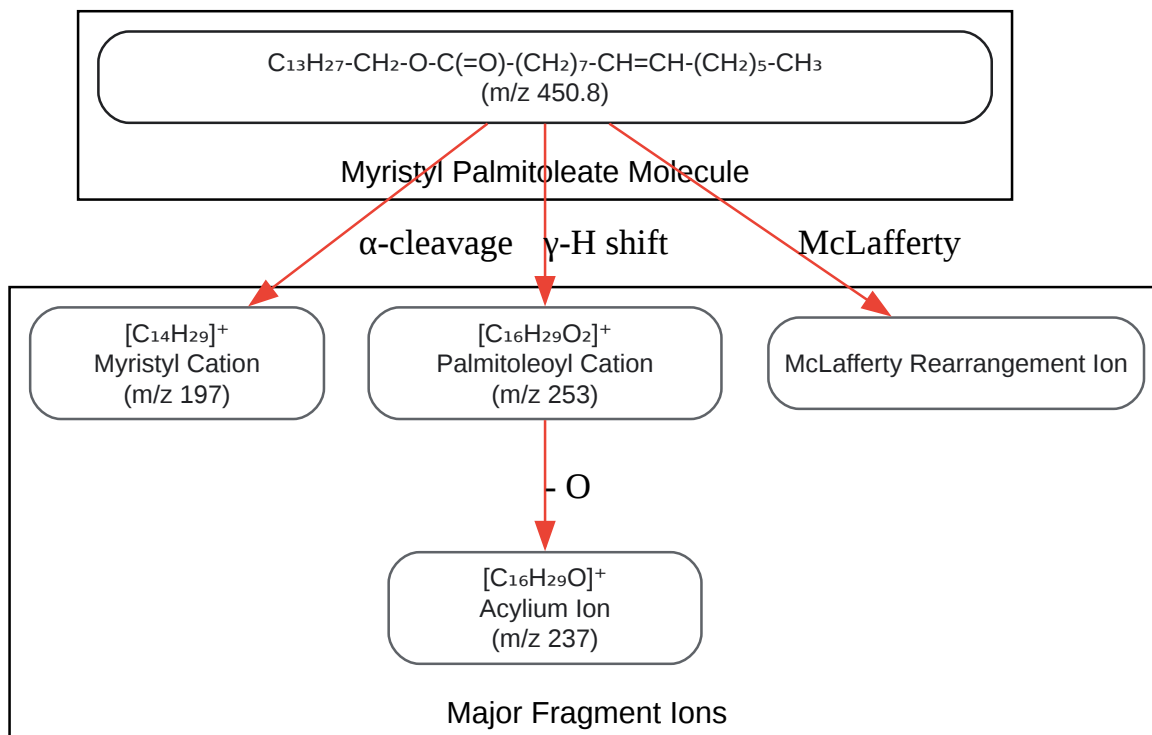 C₁₃H₂₇-CH₂-O-C(=O)-(CH₂)₇-CH=CH-(CH₂)₅-CH₃
(m/z 450.8)
Myristyl Palmitoleate Molecule
α-cleavage
γ-H shift
McLafferty
[C₁₄H₂₉]⁺
Myristyl Cation
(m/z 197)
[C₁₆H₂₉O₂]⁺
Palmitoleoyl Cation
(m/z 253)
McLafferty Rearrangement Ion
- O
[C₁₆H₂₉O]⁺
Acylium Ion
(m/z 237)
Major Fragment Ions